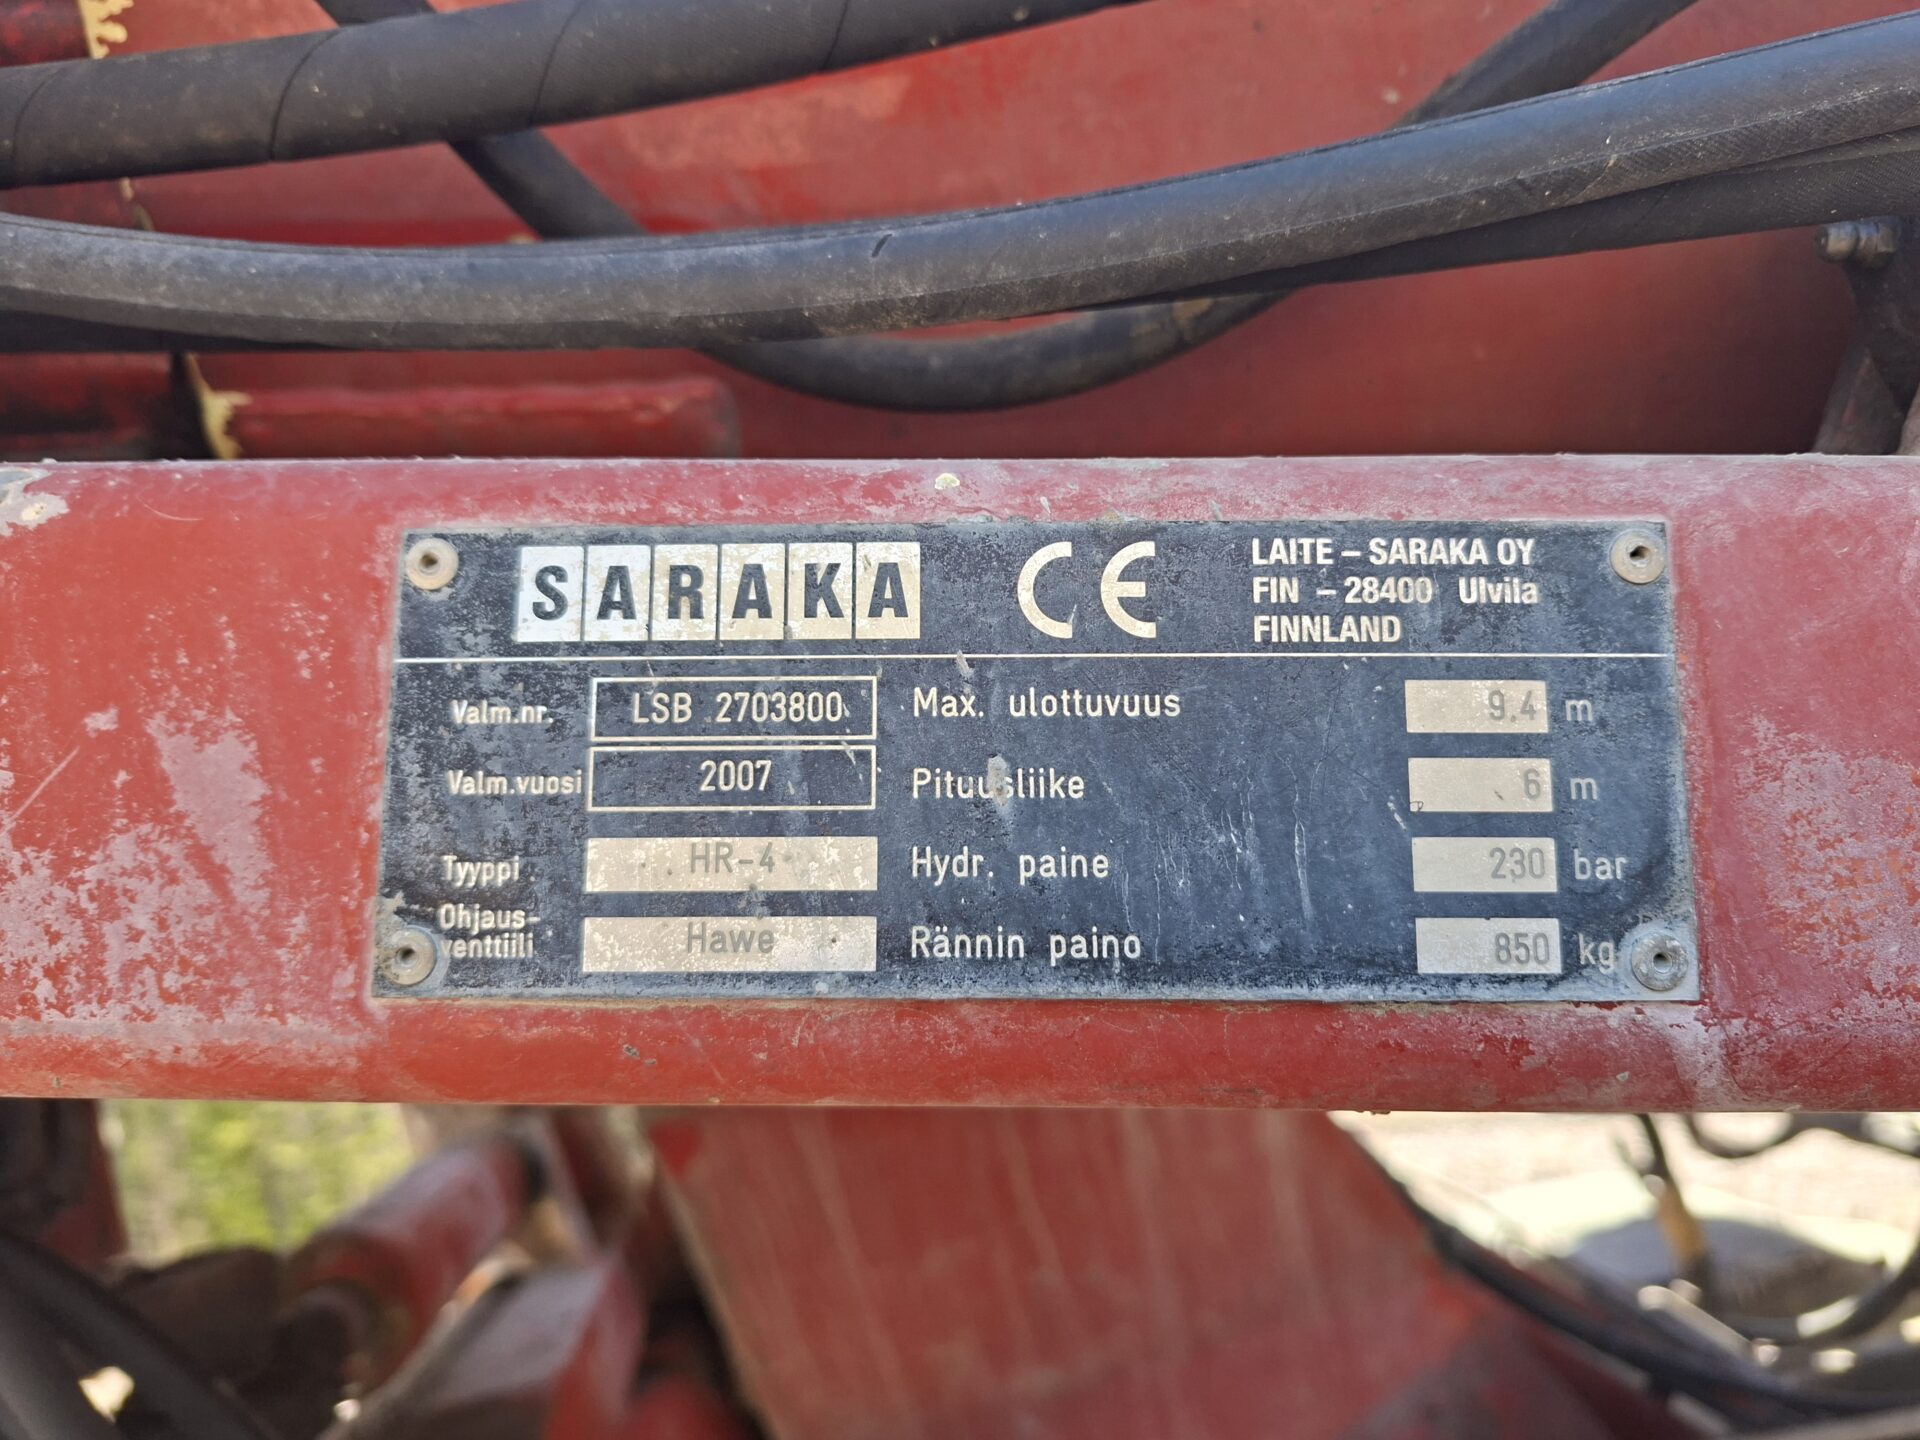 SARAKA
CE
LAITE – SARAKA OY
FIN – 28400 Ulvila
FINNLAND
Valm.nr. LSB 2703800
Valm.vuosi 2007
Tyyppi HR-4
Ohjaus-
venttiili Hawe
Max. ulottuvuus 9.4 m
Pituusliike 6 m
Hydr. paine 230 bar
Rännin paino 850 kg